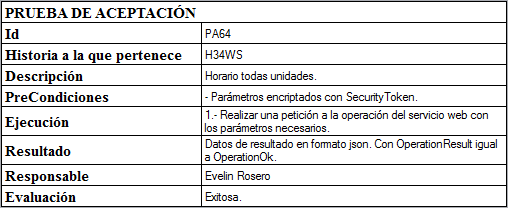 PRUEBA DE ACEPTACIÓN
Id PA64
Historia a la que pertenece H34WS
Descripción Horario todas unidades.
PreCondiciones - Parámetros encriptados con SecurityToken.
Ejecución 1.- Realizar una petición a la operación del servicio web con
los parámetros necesarios.
Resultado Datos de resultado en formato json. Con OperationResult igual
a OperationOk.
Responsable Evelin Rosero
Evaluación Exitosa.